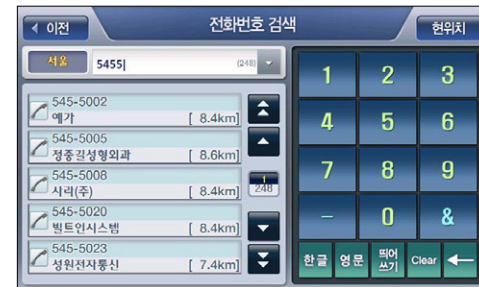 이전
전화번호 검색
현위치
서울 5455 (248)
545-5002
예가 [ 8.4km]
545-5005
정종길성형외과 [ 8.6km]
545-5008
시락(주) [ 8.4km]
545-5020
빌트인시스템 [ 8.4km]
545-5023
성원전자통신 [ 7.4km]
1
248
1 2 3
4 5 6
7 8 9
- 0 &
한글 영문 띄어쓰기 Clear